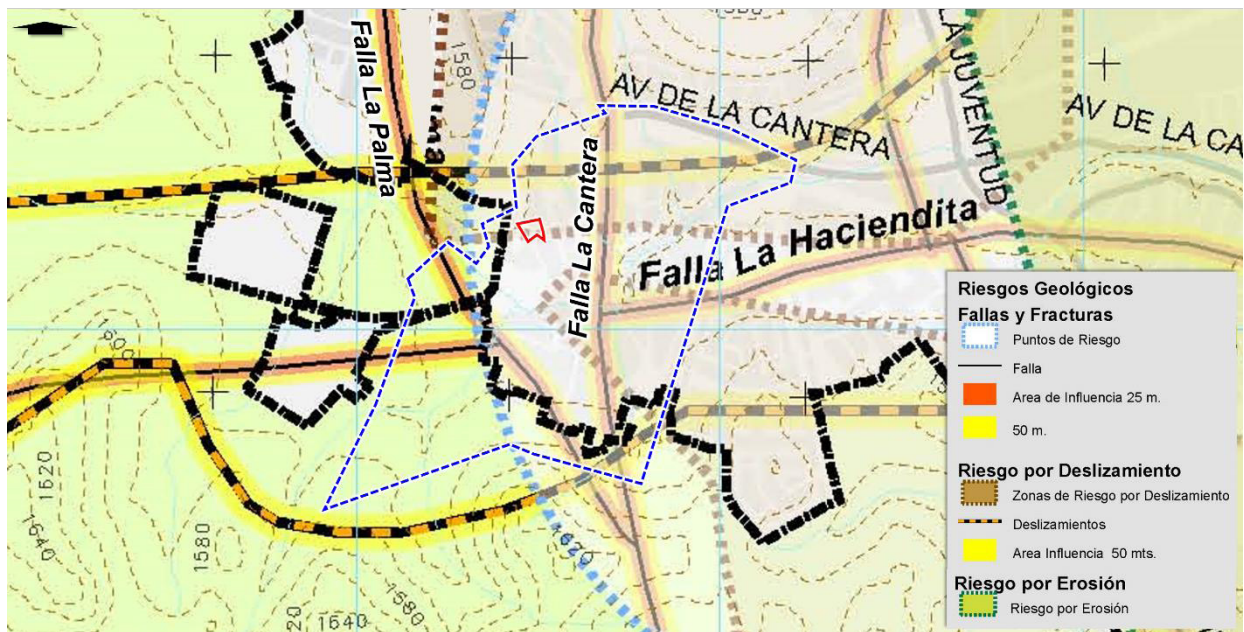 1580
Falla La Palma
AV DE LA CANTERA
LA JUVENTUD
AV DE LA CA
Falla La Cantera
Falla La Haciendita
1600
1520
1540
1580
1620
1580
20
1640
Riesgos Geológicos
Fallas y Fracturas
Puntos de Riesgo
Falla
Area de Influencia 25 m.
50 m.
Riesgo por Deslizamiento
Zonas de Riesgo por Deslizamiento
Deslizamientos
Area Influencia 50 mts.
Riesgo por Erosión
Riesgo por Erosión